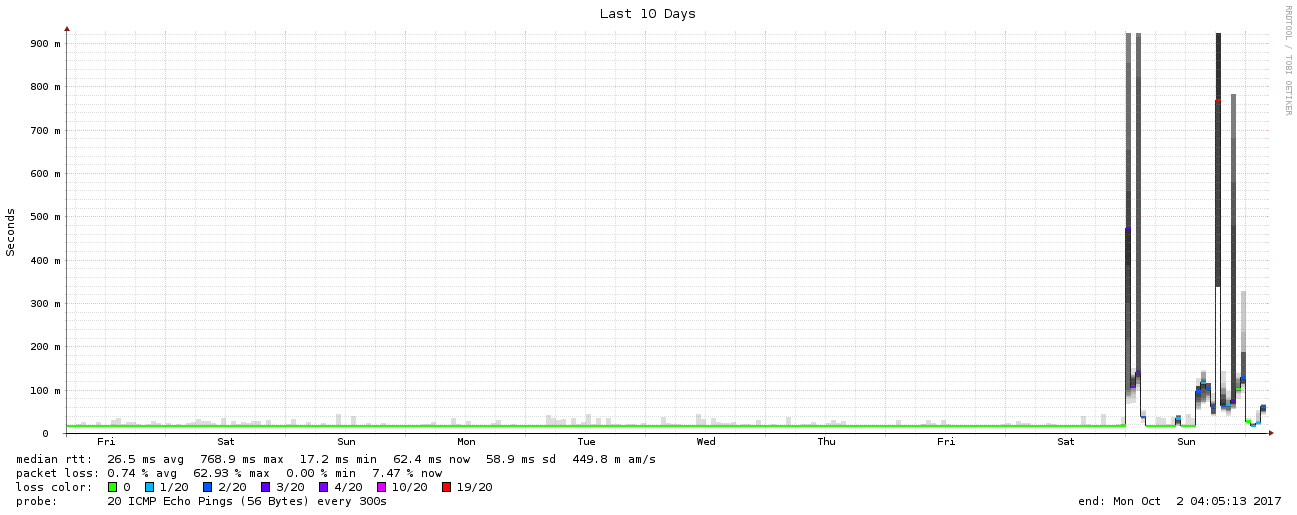 Last 10 Days
RRDTOOL / TOBI OETIKER
Seconds
900 m
800 m
700 m
600 m
500 m
400 m
300 m
200 m
100 m
0
Fri Sat Sun Mon Tue Wed Thu Fri Sat Sun
median rtt: 26.5 ms avg 768.9 ms max 17.2 ms min 62.4 ms now 58.9 ms sd 449.8 m am/s
packet loss: 0.74 % avg 62.93 % max 0.00 % min 7.47 % now
loss color: 0 1/20 2/20 3/20 4/20 10/20 19/20
probe: 20 ICMP Echo Pings (56 Bytes) every 300s end: Mon Oct 2 04:05:13 2017